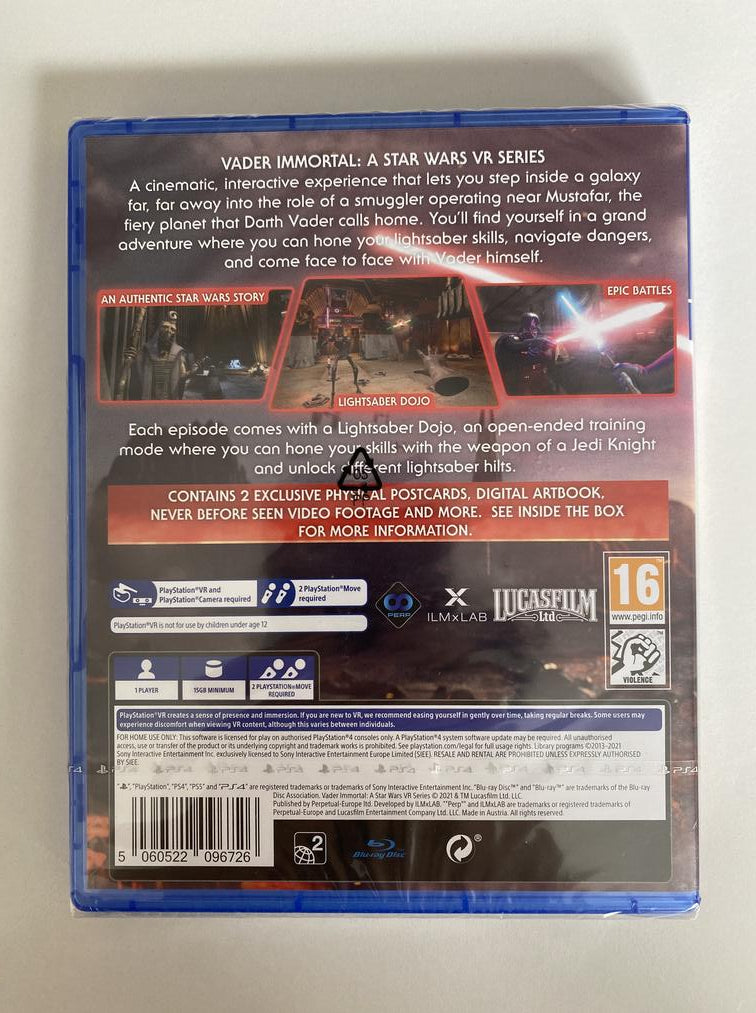 VADER IMMORTAL: A STAR WARS VR SERIES
A cinematic, interactive experience that lets you step inside a galaxy
far, far away into the role of a smuggler operating near Mustafar, the
fiery planet that Darth Vader calls home. You'll find yourself in a grand
adventure where you can hone your lightsaber skills, navigate dangers,
and come face to face with Vader himself.
AN AUTHENTIC STAR WARS STORY
LIGHTSABER DOJO
EPIC BATTLES
Each episode comes with a Lightsaber Dojo, an open-ended training
mode where you can hone your skills with the weapon of a Jedi Knight
and unlock different lightsaber hilts.
CONTAINS 2 EXCLUSIVE PHYSICAL POSTCARDS, DIGITAL ARTBOOK,
NEVER BEFORE SEEN VIDEO FOOTAGE AND MORE. SEE INSIDE THE BOX
FOR MORE INFORMATION.
PlayStation®VR and
PlayStation®Camera required
2 PlayStation®Move
required
PlayStation®VR is not for use by children under age 12
PERP
ILMxLAB
LUCASFILM
Ltd
16
www.pegi.info
VIOLENCE
1 PLAYER
15GB MINIMUM
2 PLAYSTATION®MOVE
REQUIRED
PlayStation®VR creates a sense of presence and immersion. If you are new to VR, we recommend easing yourself in gently over time, taking regular breaks. Some users may
experience discomfort when viewing VR content, although this varies between individuals.
FOR HOME USE ONLY: This software is licensed for play on authorised PlayStation®4 consoles only. A PlayStation®4 system software update may be required. All unauthorised
access, use or transfer of the product or its underlying copyright and trademark works is prohibited. See playstation.com/legal for full usage rights. Library programs ©2013-2021
Sony Interactive Entertainment Inc. exclusively licensed to Sony Interactive Entertainment Europe Limited (SIEE). RESALE AND RENTAL ARE PROHIBITED UNLESS EXPRESSLY AUTHORISED
BY SIEE.
"PlayStation", "PS4", "PS5" and "PS4" are registered trademarks or trademarks of Sony Interactive Entertainment Inc. "Blu-ray Disc™" and "Blu-ray™" are trademarks of the Blu-ray
Disc Association. Vader Immortal: A Star Wars VR Series © 2021 & TM Lucasfilm Ltd. LLC.
Published by Perpetual-Europe ltd. Developed by ILMxLAB. "Perp" and ILMxLAB are trademarks or registered trademarks of
Perpetual-Europe and Lucasfilm Entertainment Company Ltd. LLC. Made in Austria. All rights reserved.
5 060522 096726
2
Blu-ray Disc